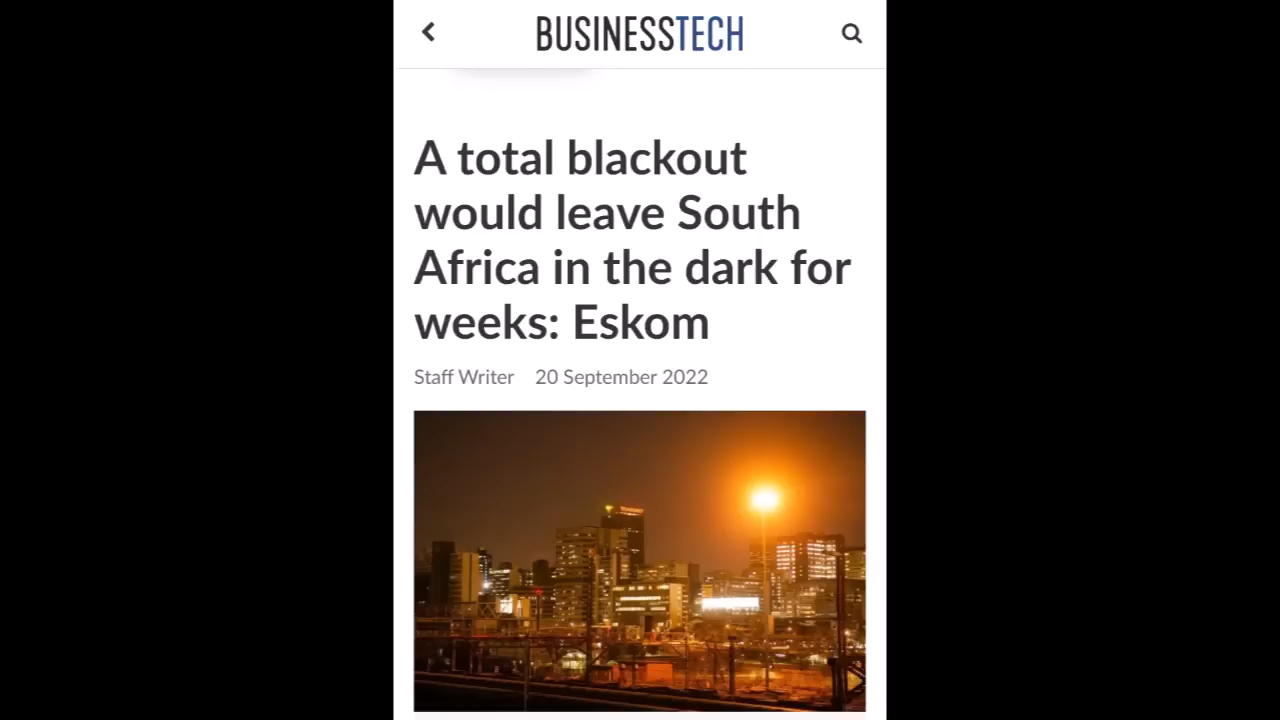 BUSINESSTECH
A total blackout
would leave South
Africa in the dark for
weeks: Eskom
Staff Writer 20 September 2022